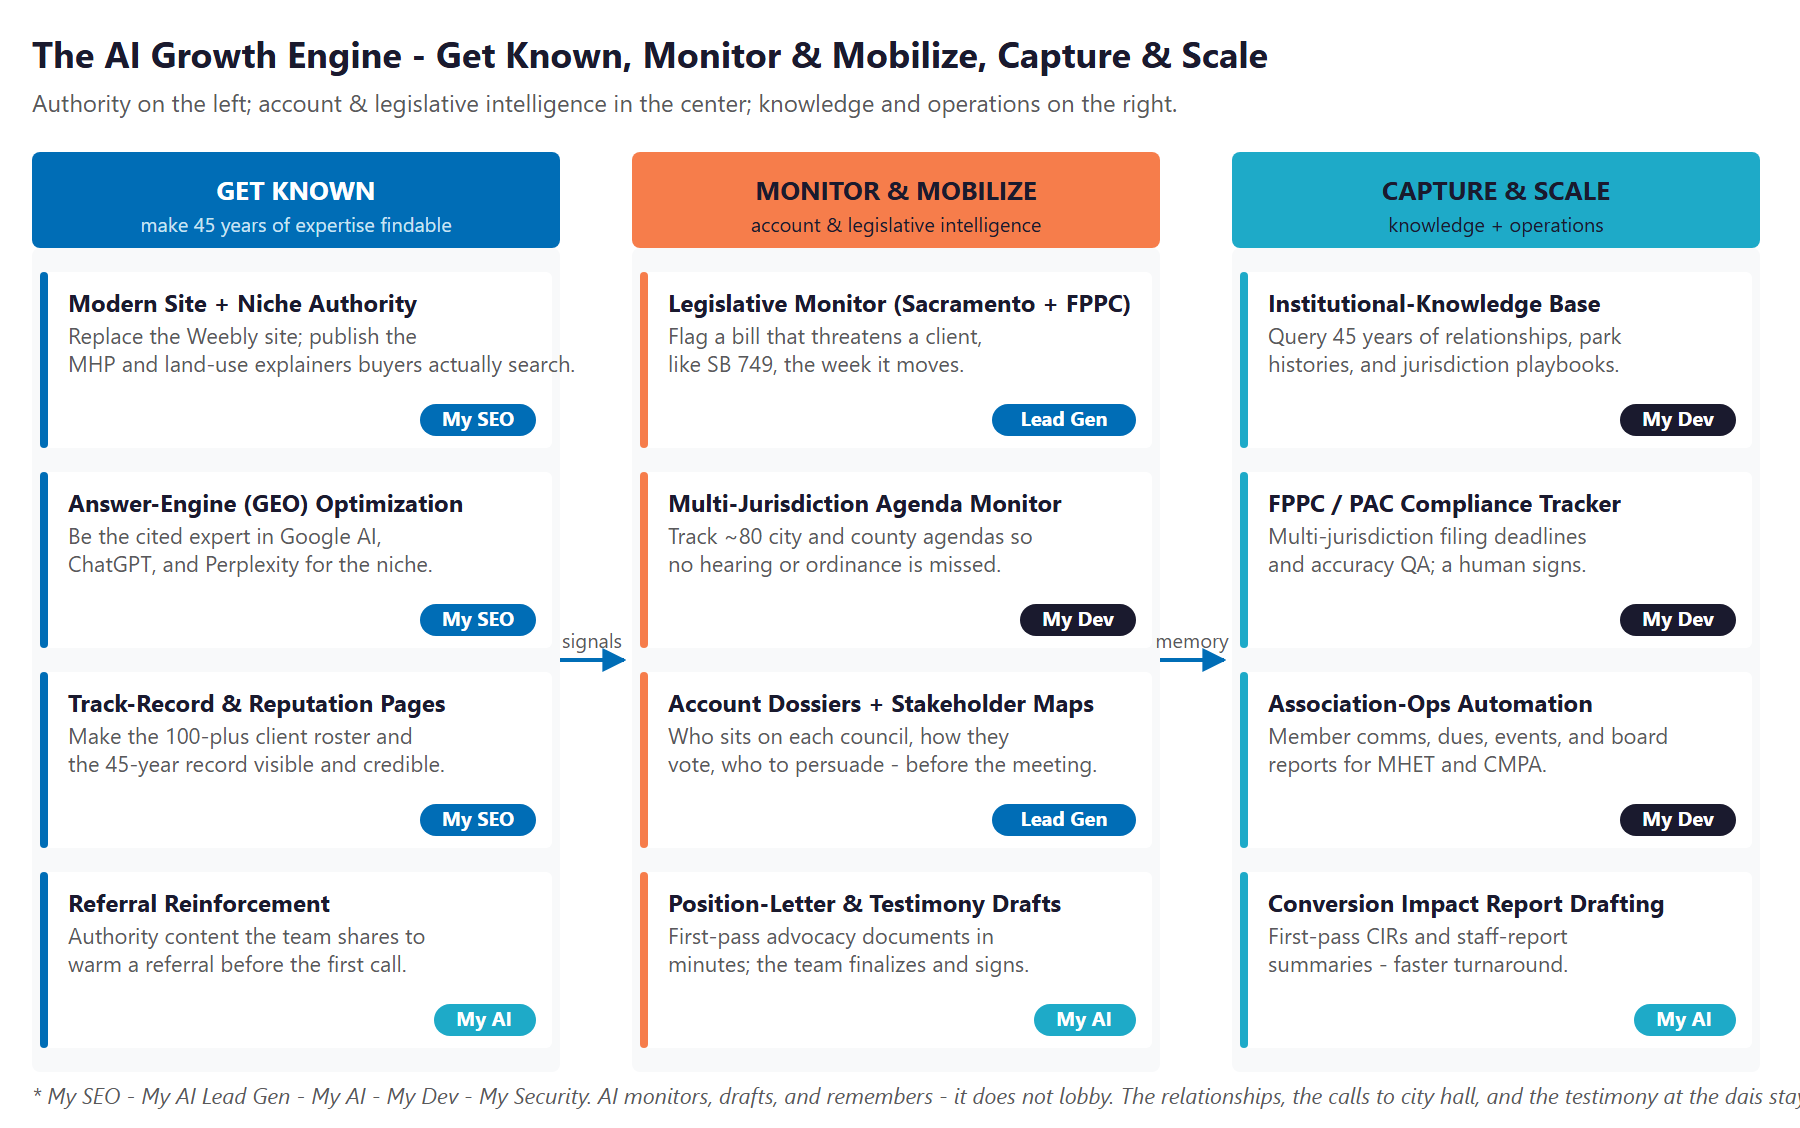 The AI Growth Engine - Get Known, Monitor & Mobilize, Capture & Scale
Authority on the left; account & legislative intelligence in the center; knowledge and operations on the right.
GET KNOWN
make 45 years of expertise findable
Modern Site + Niche Authority
Replace the Weebly site; publish the
MHP and land-use explainers buyers actually search.
My SEO
Answer-Engine (GEO) Optimization
Be the cited expert in Google AI,
ChatGPT, and Perplexity for the niche.
My SEO
Track-Record & Reputation Pages
Make the 100-plus client roster and
the 45-year record visible and credible.
My SEO
Referral Reinforcement
Authority content the team shares to
warm a referral before the first call.
My AI
signals
MONITOR & MOBILIZE
account & legislative intelligence
Legislative Monitor (Sacramento + FPPC)
Flag a bill that threatens a client,
like SB 749, the week it moves.
Lead Gen
Multi-Jurisdiction Agenda Monitor
Track ~80 city and county agendas so
no hearing or ordinance is missed.
My Dev
Account Dossiers + Stakeholder Maps
Who sits on each council, how they
vote, who to persuade - before the meeting.
Lead Gen
Position-Letter & Testimony Drafts
First-pass advocacy documents in
minutes; the team finalizes and signs.
My AI
memory
CAPTURE & SCALE
knowledge + operations
Institutional-Knowledge Base
Query 45 years of relationships, park
histories, and jurisdiction playbooks.
My Dev
FPPC / PAC Compliance Tracker
Multi-jurisdiction filing deadlines
and accuracy QA; a human signs.
My Dev
Association-Ops Automation
Member comms, dues, events, and board
reports for MHET and CMPA.
My Dev
Conversion Impact Report Drafting
First-pass CIRs and staff-report
summaries - faster turnaround.
My AI
* My SEO - My AI Lead Gen - My AI - My Dev - My Security. AI monitors, drafts, and remembers - it does not lobby. The relationships, the calls to city hall, and the testimony at the dais